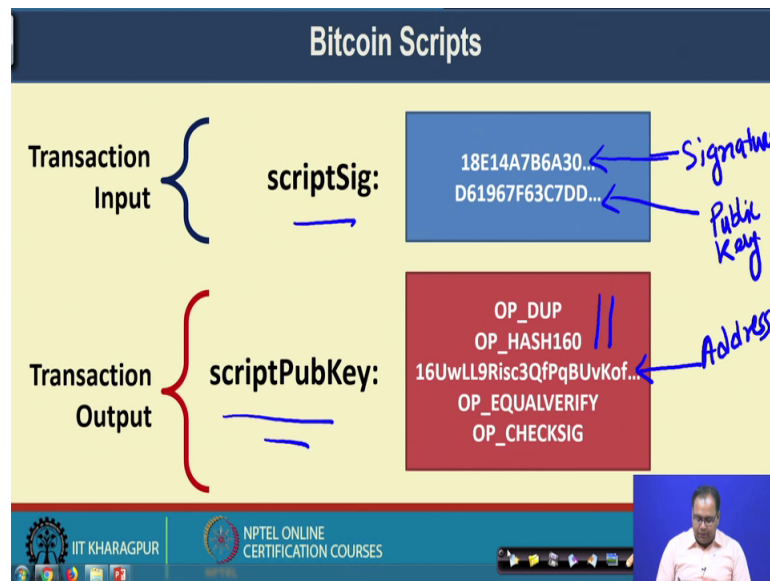 Bitcoin Scripts
Transaction
Input
scriptSig:
18E14A7B6A30...
D61967F63C7DD...
Signature
Public
Key
Transaction
Output
scriptPubKey:
OP_DUP
OP_HASH160
16UwLL9Risc3QfPqBUvKof...
OP_EQUALVERIFY
OP_CHECKSIG
Address
IIT KHARAGPUR
NPTEL ONLINE
CERTIFICATION COURSES